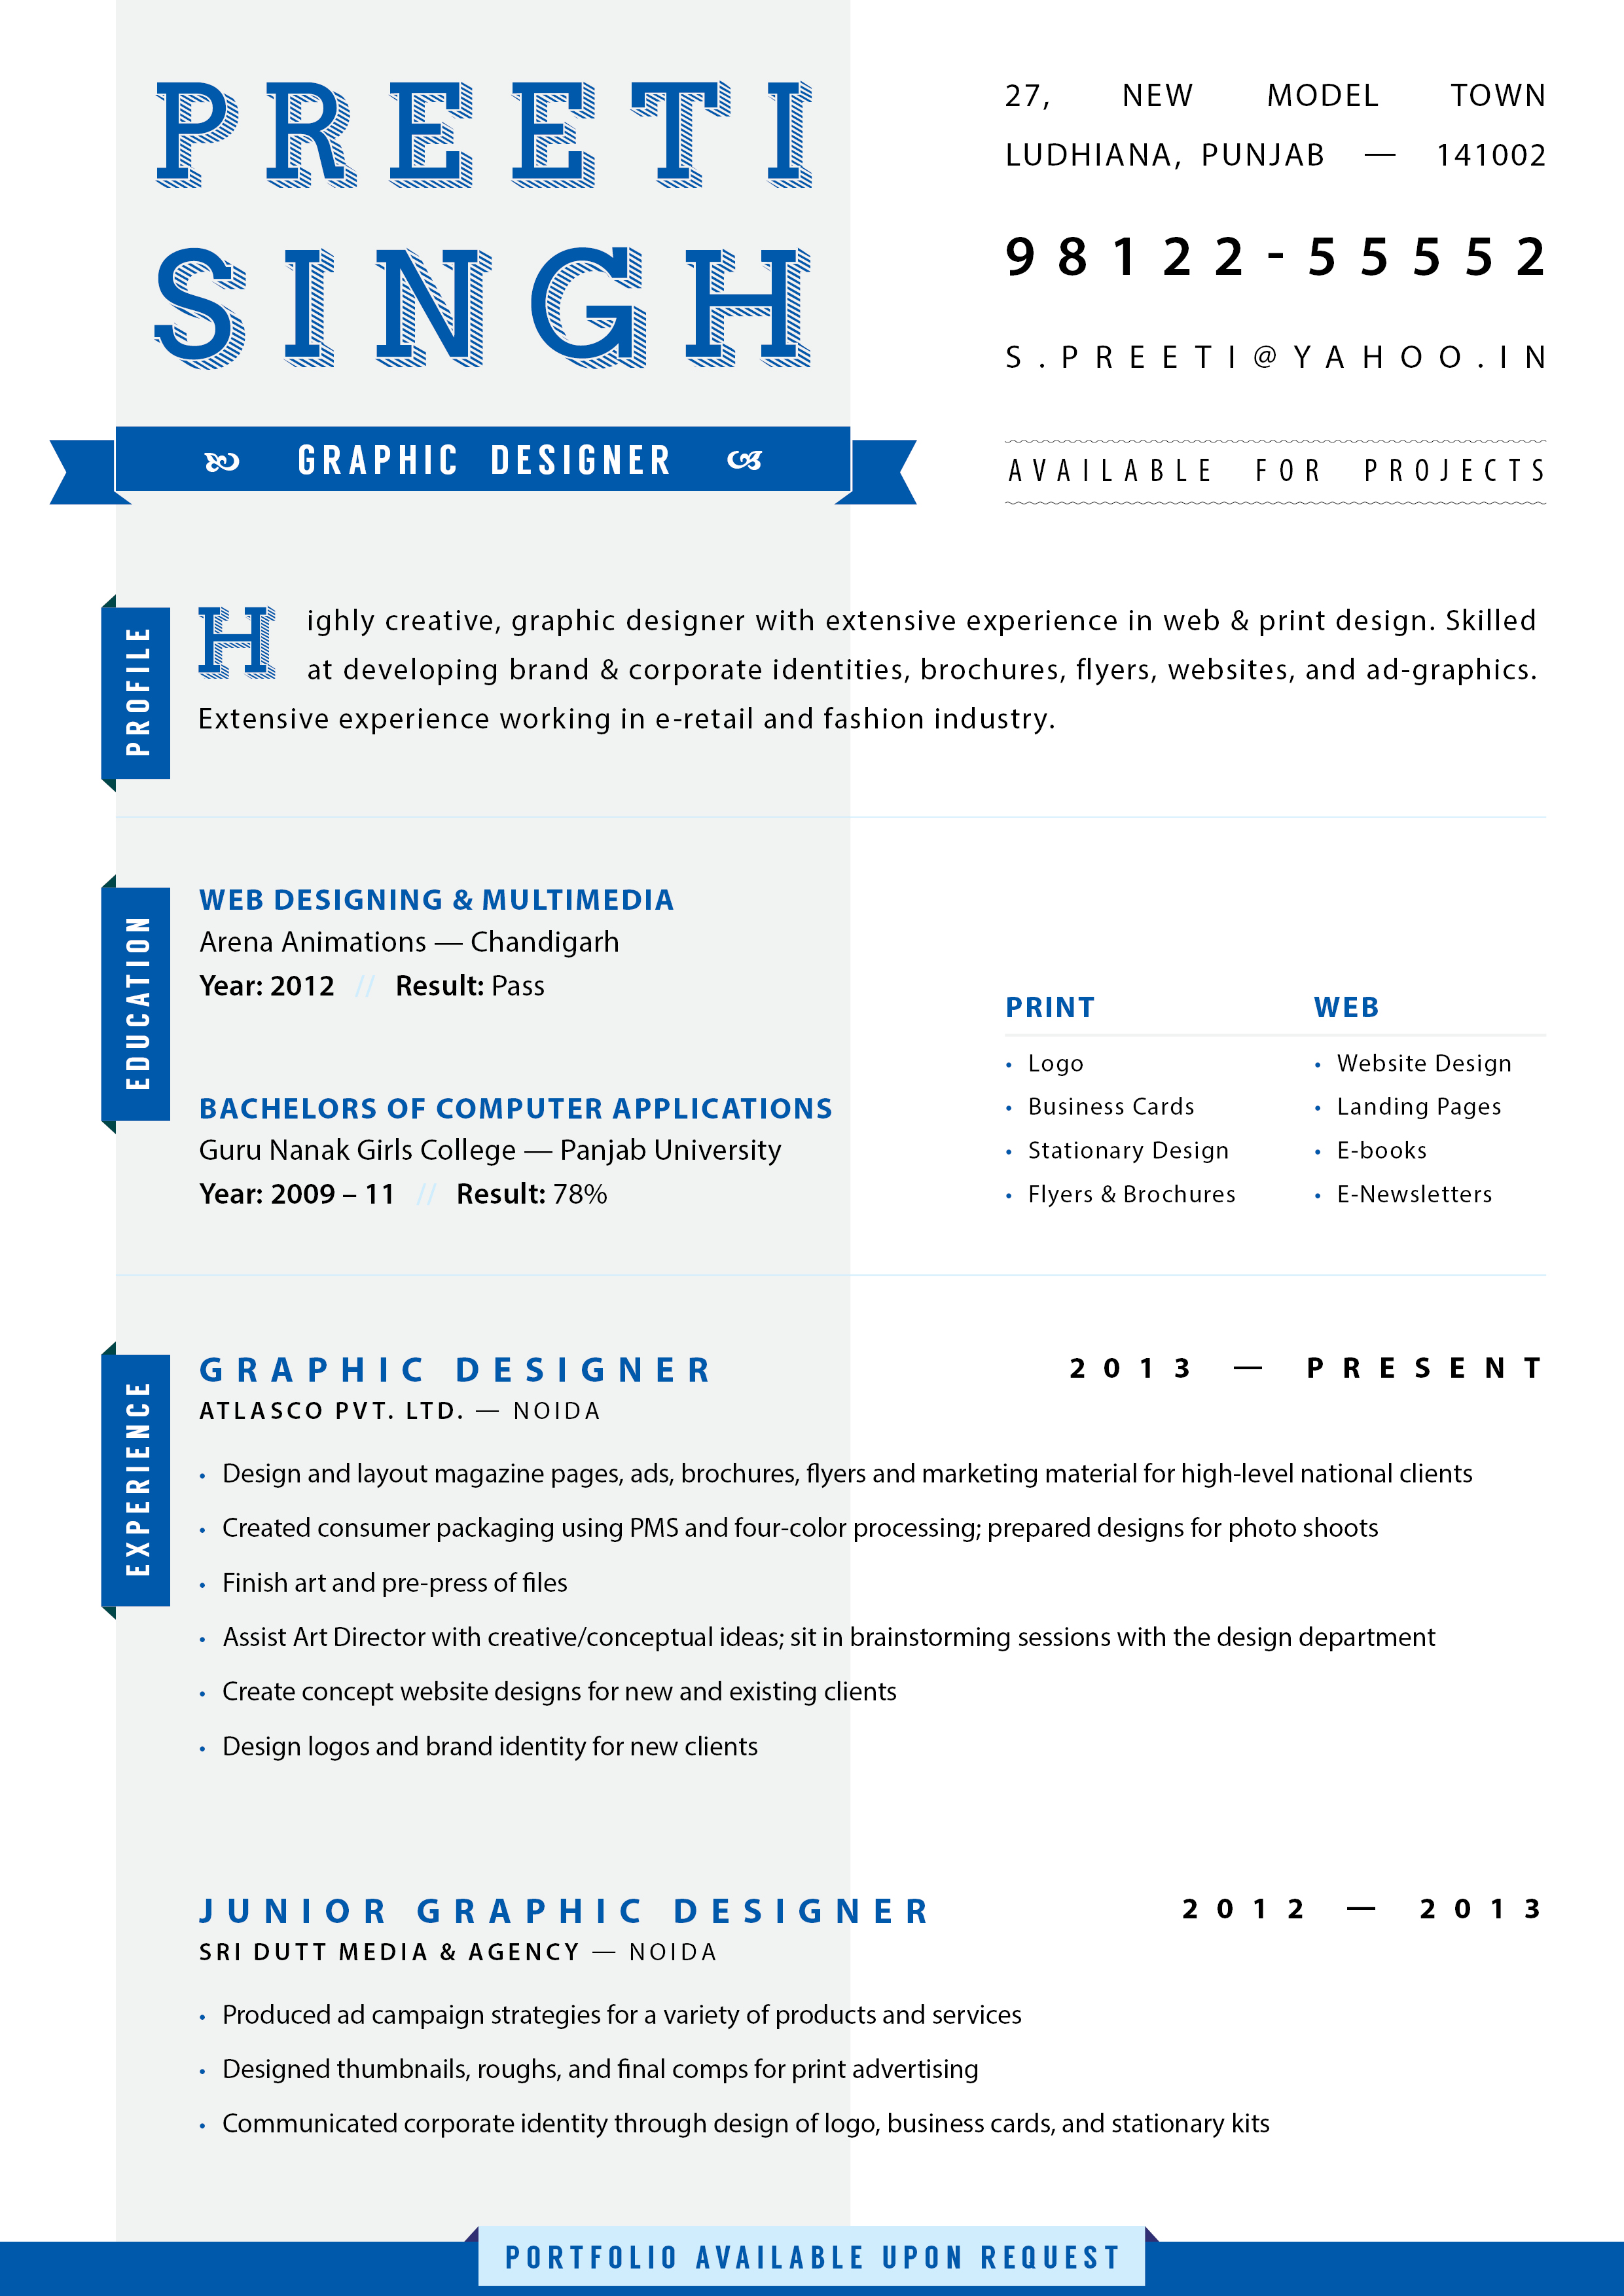 PREETI
SINGH
GRAPHIC DESIGNER
27, NEW MODEL TOWN
LUDHIANA, PUNJAB — 141002
98122-55552
S.PREETI@YAHOO.IN
AVAILABLE FOR PROJECTS
PROFILE
Highly creative, graphic designer with extensive experience in web & print design. Skilled
at developing brand & corporate identities, brochures, flyers, websites, and ad-graphics.
Extensive experience working in e-retail and fashion industry.
EDUCATION
WEB DESIGNING & MULTIMEDIA
Arena Animations — Chandigarh
Year: 2012 // Result: Pass
BACHELORS OF COMPUTER APPLICATIONS
Guru Nanak Girls College — Panjab University
Year: 2009 – 11 // Result: 78%
PRINT
• Logo
• Business Cards
• Stationary Design
• Flyers & Brochures
WEB
• Website Design
• Landing Pages
• E-books
• E-Newsletters
EXPERIENCE
GRAPHIC DESIGNER
2013 — PRESENT
ATLASCO PVT. LTD. — NOIDA
• Design and layout magazine pages, ads, brochures, flyers and marketing material for high-level national clients
• Created consumer packaging using PMS and four-color processing; prepared designs for photo shoots
• Finish art and pre-press of files
• Assist Art Director with creative/conceptual ideas; sit in brainstorming sessions with the design department
• Create concept website designs for new and existing clients
• Design logos and brand identity for new clients
JUNIOR GRAPHIC DESIGNER
2012 — 2013
SRI DUTT MEDIA & AGENCY — NOIDA
• Produced ad campaign strategies for a variety of products and services
• Designed thumbnails, roughs, and final comps for print advertising
• Communicated corporate identity through design of logo, business cards, and stationary kits
PORTFOLIO AVAILABLE UPON REQUEST